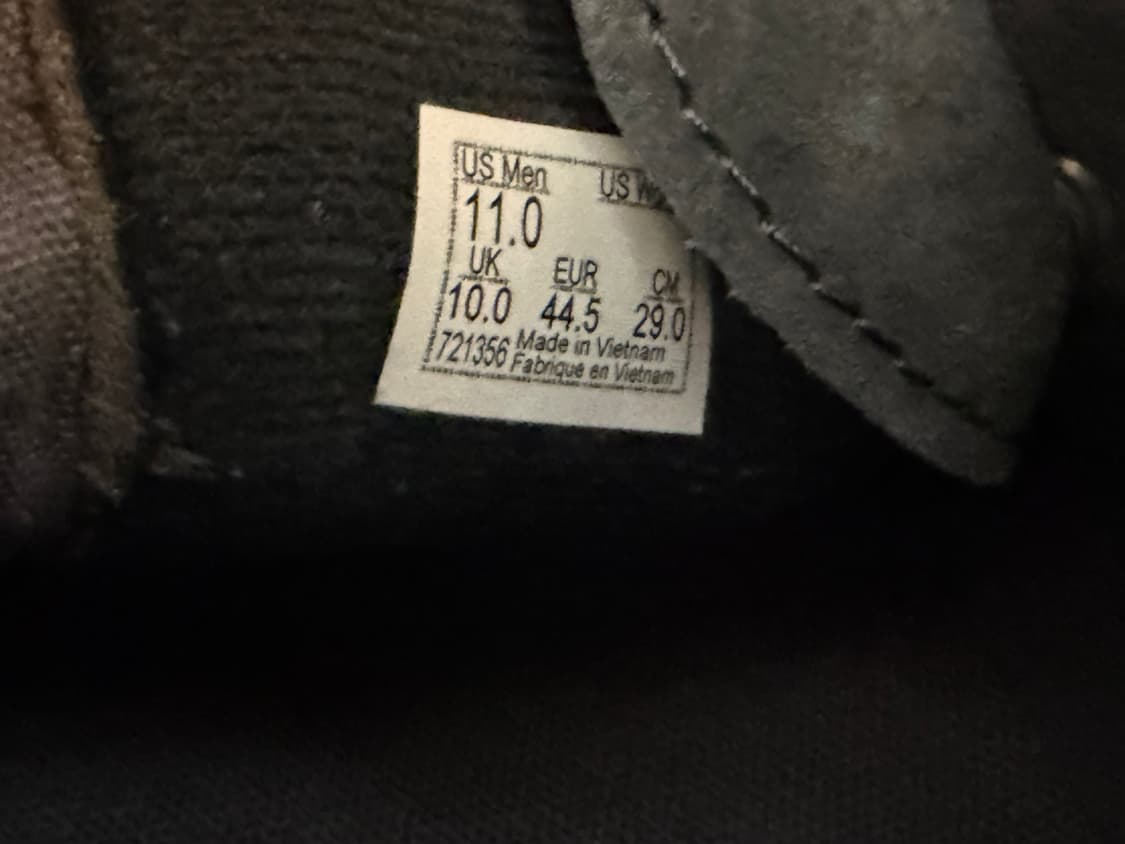 US Men US
11.0
UK EUR CM
10.0 44.5 29.0
721356 Made in Vietnam
Fabrique en Vietnam